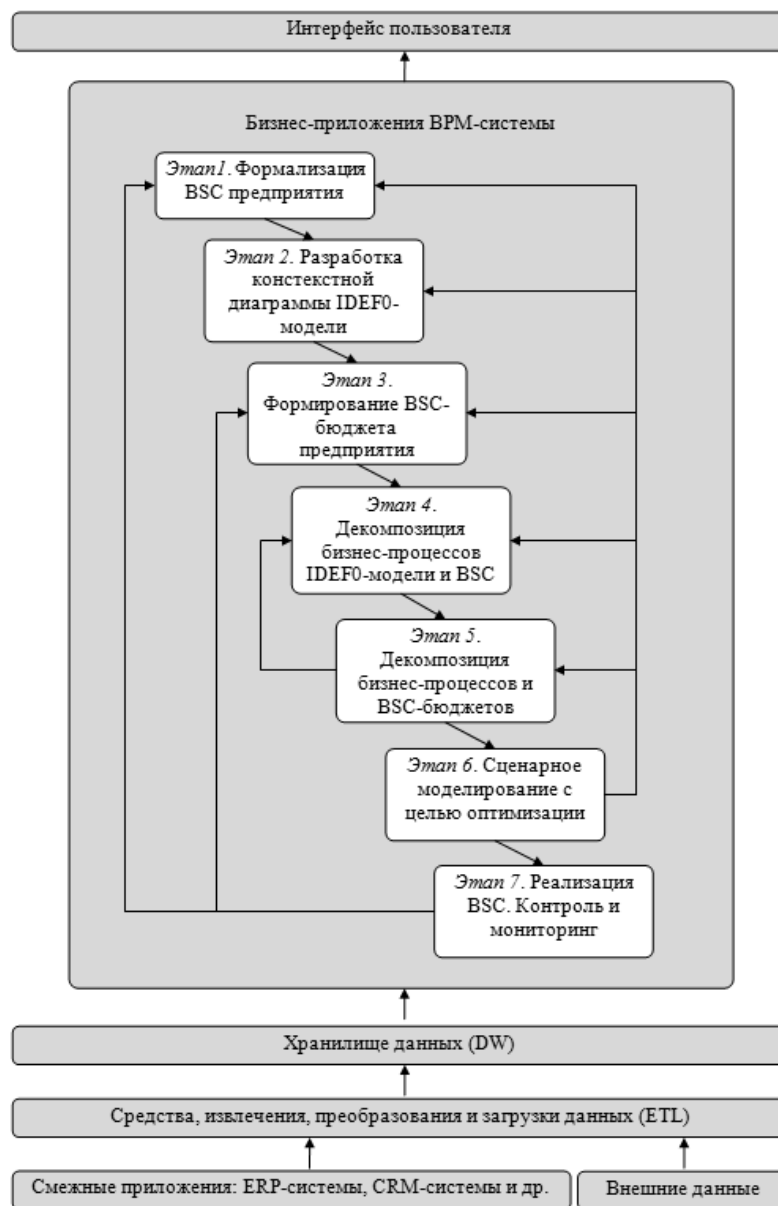 Интерфейс пользователя
Бизнес-приложения BPM-системы
Этап1. Формализация
BSC предприятия
Этап 2. Разработка
констекстной
диаграммы IDEF0-
модели
Этап 3.
Формирование BSC-
бюджета
предприятия
Этап 4.
Декомпозиция
бизнес-процессов
IDEF0-модели и BSC
Этап 5.
Декомпозиция
бизнес-процессов и
BSC-бюджетов
Этап 6. Сценарное
моделирование с
целью оптимизации
Этап 7. Реализация
BSC. Контроль и
мониторинг
Хранилище данных (DW)
Средства, извлечения, преобразования и загрузки данных (ETL)
Смежные приложения: ERP-системы, CRM-системы и др.
Внешние данные